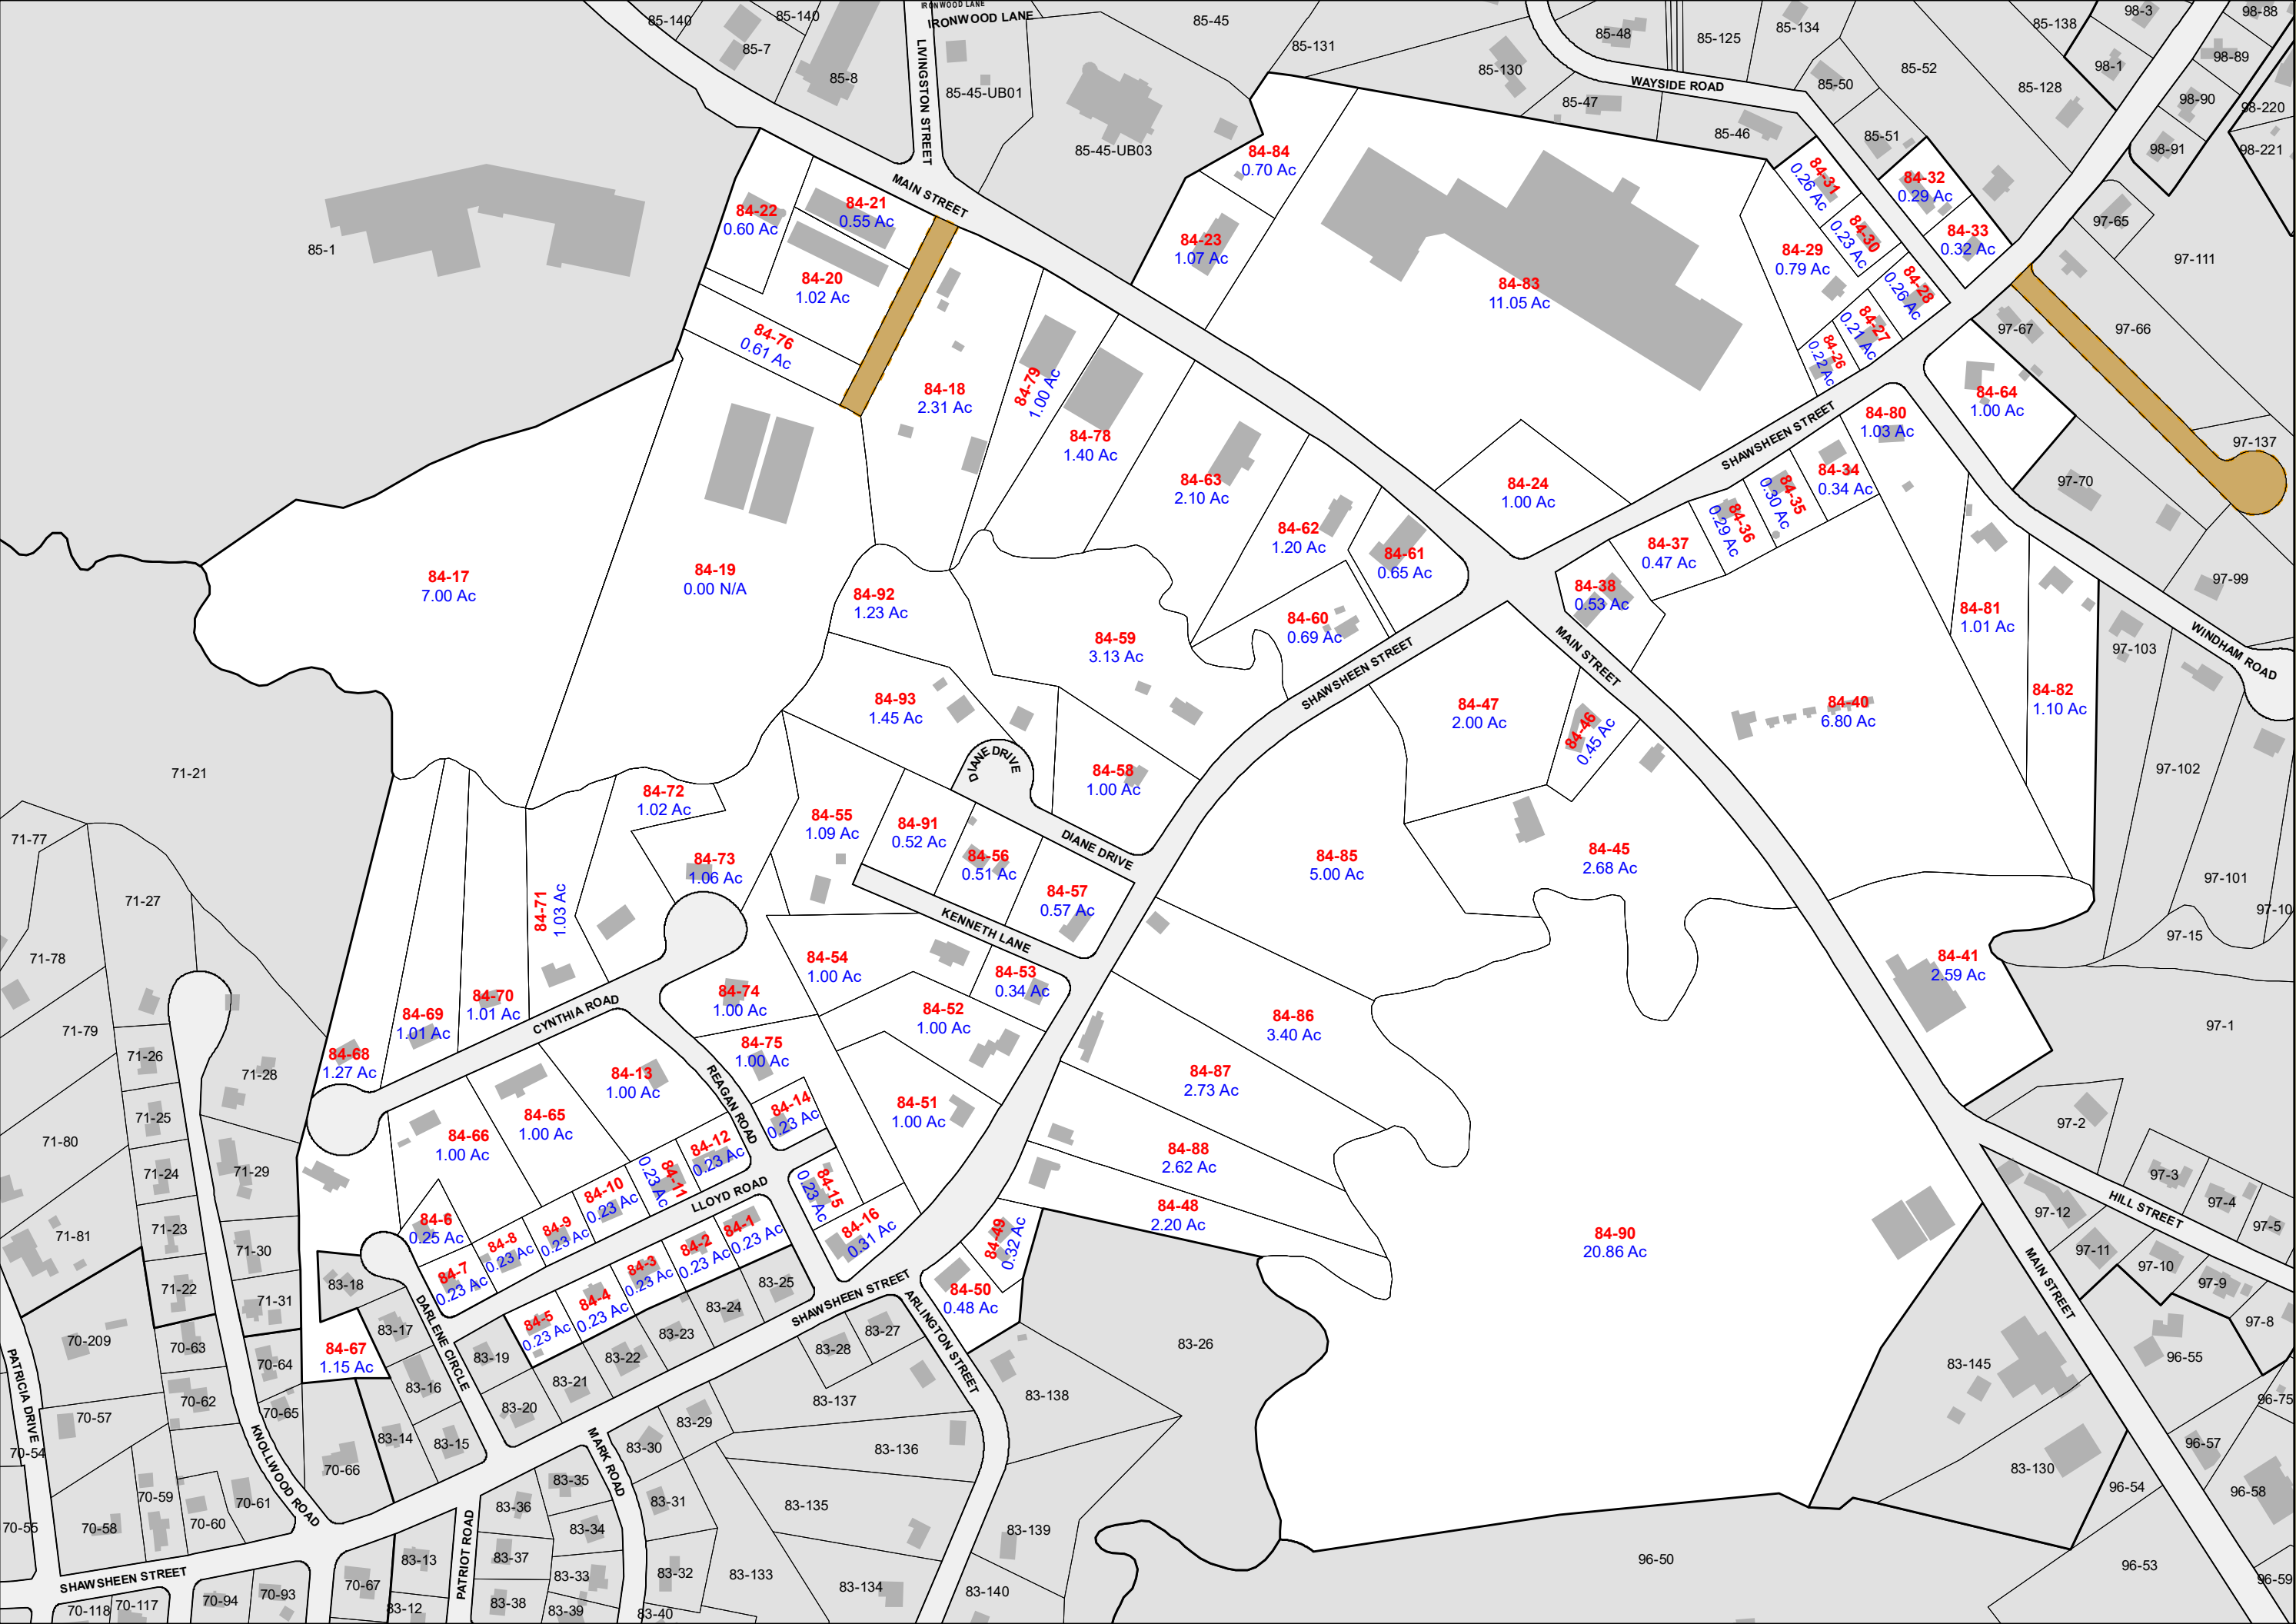 IRONWOOD LANE
IRONWOOD LANE
85-140
85-140
85-7
85-8
LIVINGSTON STREET
85-45
85-45-UB01
85-45-UB03
85-131
85-130
85-48
85-125
85-134
85-47
WAYSIDE ROAD
85-46
85-50
85-51
85-52
85-138
85-128
98-3
98-88
98-1
98-89
98-90
98-220
98-91
98-221
85-1
MAIN STREET
84-22
0.60 Ac
84-21
0.55 Ac
84-20
1.02 Ac
84-76
0.61 Ac
84-84
0.70 Ac
84-23
1.07 Ac
84-83
11.05 Ac
84-31
0.26 Ac
84-30
0.23 Ac
84-29
0.79 Ac
84-32
0.29 Ac
84-33
0.32 Ac
84-28
0.26 Ac
84-27
0.21 Ac
84-26
0.22 Ac
97-65
97-111
97-66
97-67
97-137
84-64
1.00 Ac
97-70
97-99
84-18
2.31 Ac
84-79
1.00 Ac
84-78
1.40 Ac
84-63
2.10 Ac
84-62
1.20 Ac
84-61
0.65 Ac
84-60
0.69 Ac
84-24
1.00 Ac
SHAWSHEEN STREET
84-80
1.03 Ac
84-34
0.34 Ac
84-35
0.30 Ac
84-36
0.29 Ac
84-37
0.47 Ac
84-38
0.53 Ac
84-17
7.00 Ac
84-19
0.00 N/A
84-92
1.23 Ac
84-59
3.13 Ac
84-93
1.45 Ac
SHAWSHEEN STREET
MAIN STREET
84-47
2.00 Ac
84-46
0.45 Ac
84-40
6.80 Ac
84-81
1.01 Ac
84-82
1.10 Ac
97-103
WINDHAM ROAD
97-102
97-101
97-10
97-15
71-21
84-72
1.02 Ac
84-73
1.06 Ac
84-55
1.09 Ac
84-91
0.52 Ac
84-56
0.51 Ac
84-57
0.57 Ac
84-58
1.00 Ac
DIANE DRIVE
DIANE DRIVE
KENNETH LANE
84-85
5.00 Ac
84-45
2.68 Ac
84-41
2.59 Ac
97-1
71-77
71-27
71-78
71-79
71-26
71-28
71-25
71-80
71-24
71-29
71-81
71-23
71-30
71-22
71-31
84-71
1.03 Ac
84-70
1.01 Ac
84-69
1.01 Ac
84-68
1.27 Ac
CYNTHIA ROAD
84-54
1.00 Ac
84-53
0.34 Ac
84-74
1.00 Ac
84-52
1.00 Ac
84-75
1.00 Ac
84-51
1.00 Ac
84-86
3.40 Ac
84-87
2.73 Ac
84-88
2.62 Ac
84-48
2.20 Ac
84-13
1.00 Ac
84-65
1.00 Ac
84-66
1.00 Ac
REAGAN ROAD
84-14
0.23 Ac
84-12
0.23 Ac
84-11
0.23 Ac
84-10
0.23 Ac
84-9
0.23 Ac
84-8
0.23 Ac
84-7
0.23 Ac
84-6
0.25 Ac
LLOYD ROAD
84-15
0.23 Ac
84-16
0.31 Ac
84-1
0.23 Ac
84-2
0.23 Ac
84-3
0.23 Ac
84-4
0.23 Ac
84-5
0.23 Ac
84-49
0.32 Ac
84-50
0.48 Ac
84-90
20.86 Ac
97-2
97-3
97-4
97-5
HILL STREET
97-12
97-11
97-10
97-9
97-8
MAIN STREET
83-18
84-67
1.15 Ac
83-17
83-16
DARLENE CIRCLE
83-19
83-20
83-21
83-22
83-23
83-24
83-25
SHAWSHEEN STREET
83-28
83-27
ARLINGTON STREET
83-26
83-138
83-145
96-55
96-75
70-209
70-63
70-64
PATRICIA DRIVE
70-57
70-62
70-65
70-54
KNOLLWOOD ROAD
70-66
83-14
83-15
MARK ROAD
83-30
83-29
83-137
83-136
83-130
96-57
96-54
96-58
70-59
70-61
70-55
70-58
70-60
83-36
83-35
83-31
83-135
83-34
83-139
PATRIOT ROAD
83-13
83-37
83-33
83-32
83-133
83-134
83-140
96-50
96-53
96-59
SHAWSHEEN STREET
70-118
70-117
70-94
70-93
70-67
83-12
83-38
83-39
83-40